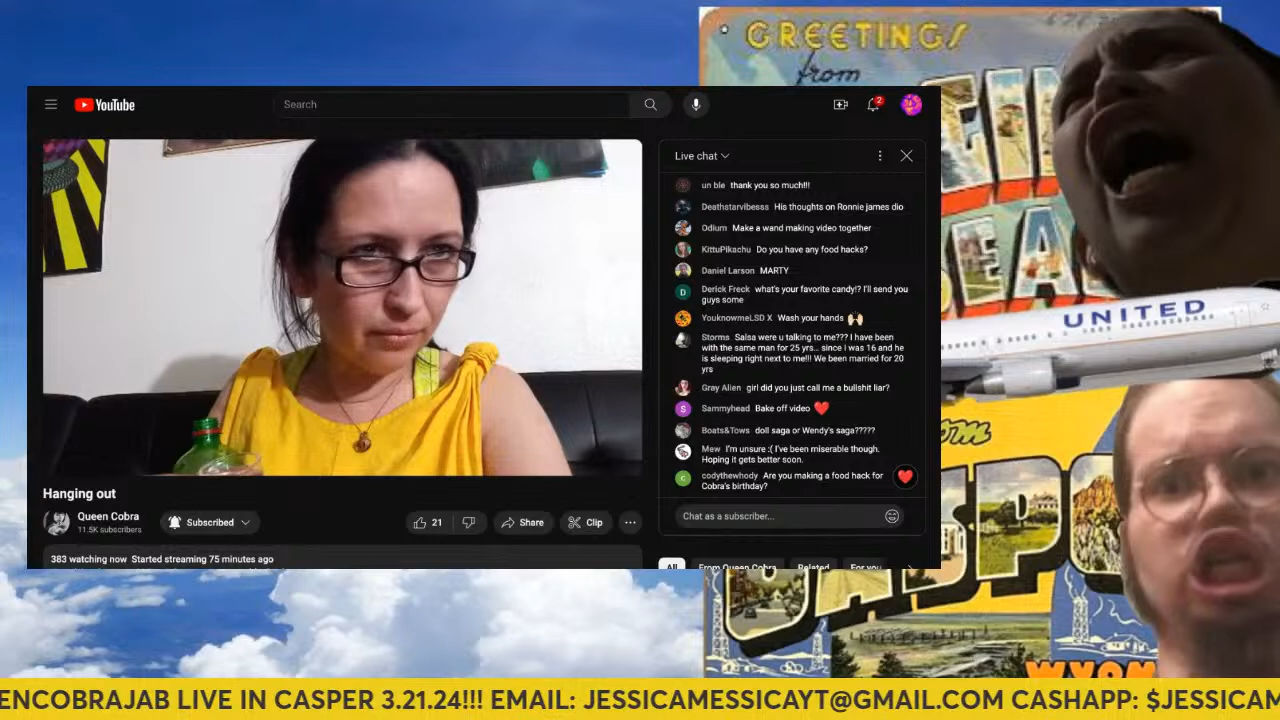 GREETINGS
from
YouTube
Search
2
Live chat
un ble thank you so much!!!
Deathstarvibesss His thoughts on Ronnie james dio
Odium Make a wand making video together
KittuPikachu Do you have any food hacks?
Daniel Larson MARTY
D
Derick Freck what's your favorite candy!? I'll send you
guys some
YouknowmeLSD X Wash your hands 🙌🏻
Storms Salsa were u talking to me??? I have been
with the same man for 25 yrs... since I was 16 and he
is sleeping right next to me!!! We been married for 20
yrs
Gray Alien girl did you just call me a bullshit liar?
S
Sammyhead Bake off video ❤️
Boats&Tows doll saga or Wendy's saga?????
Mew I'm unsure :( I've been miserable though.
Hoping it gets better soon.
C
codythewhody Are you making a food hack for
Cobra's birthday?
Chat as a subscriber...
Hanging out
Queen Cobra
11.5K subscribers
Subscribed
21
Share
Clip
383 watching now Started streaming 75 minutes ago
All
From Queen Cobra
Related
For you
UNITED
ENCOBRAJAB LIVE IN CASPER 3.21.24!!! EMAIL: JESSICAMESSICAYT@GMAIL.COM CASHAPP: $JESSICAM